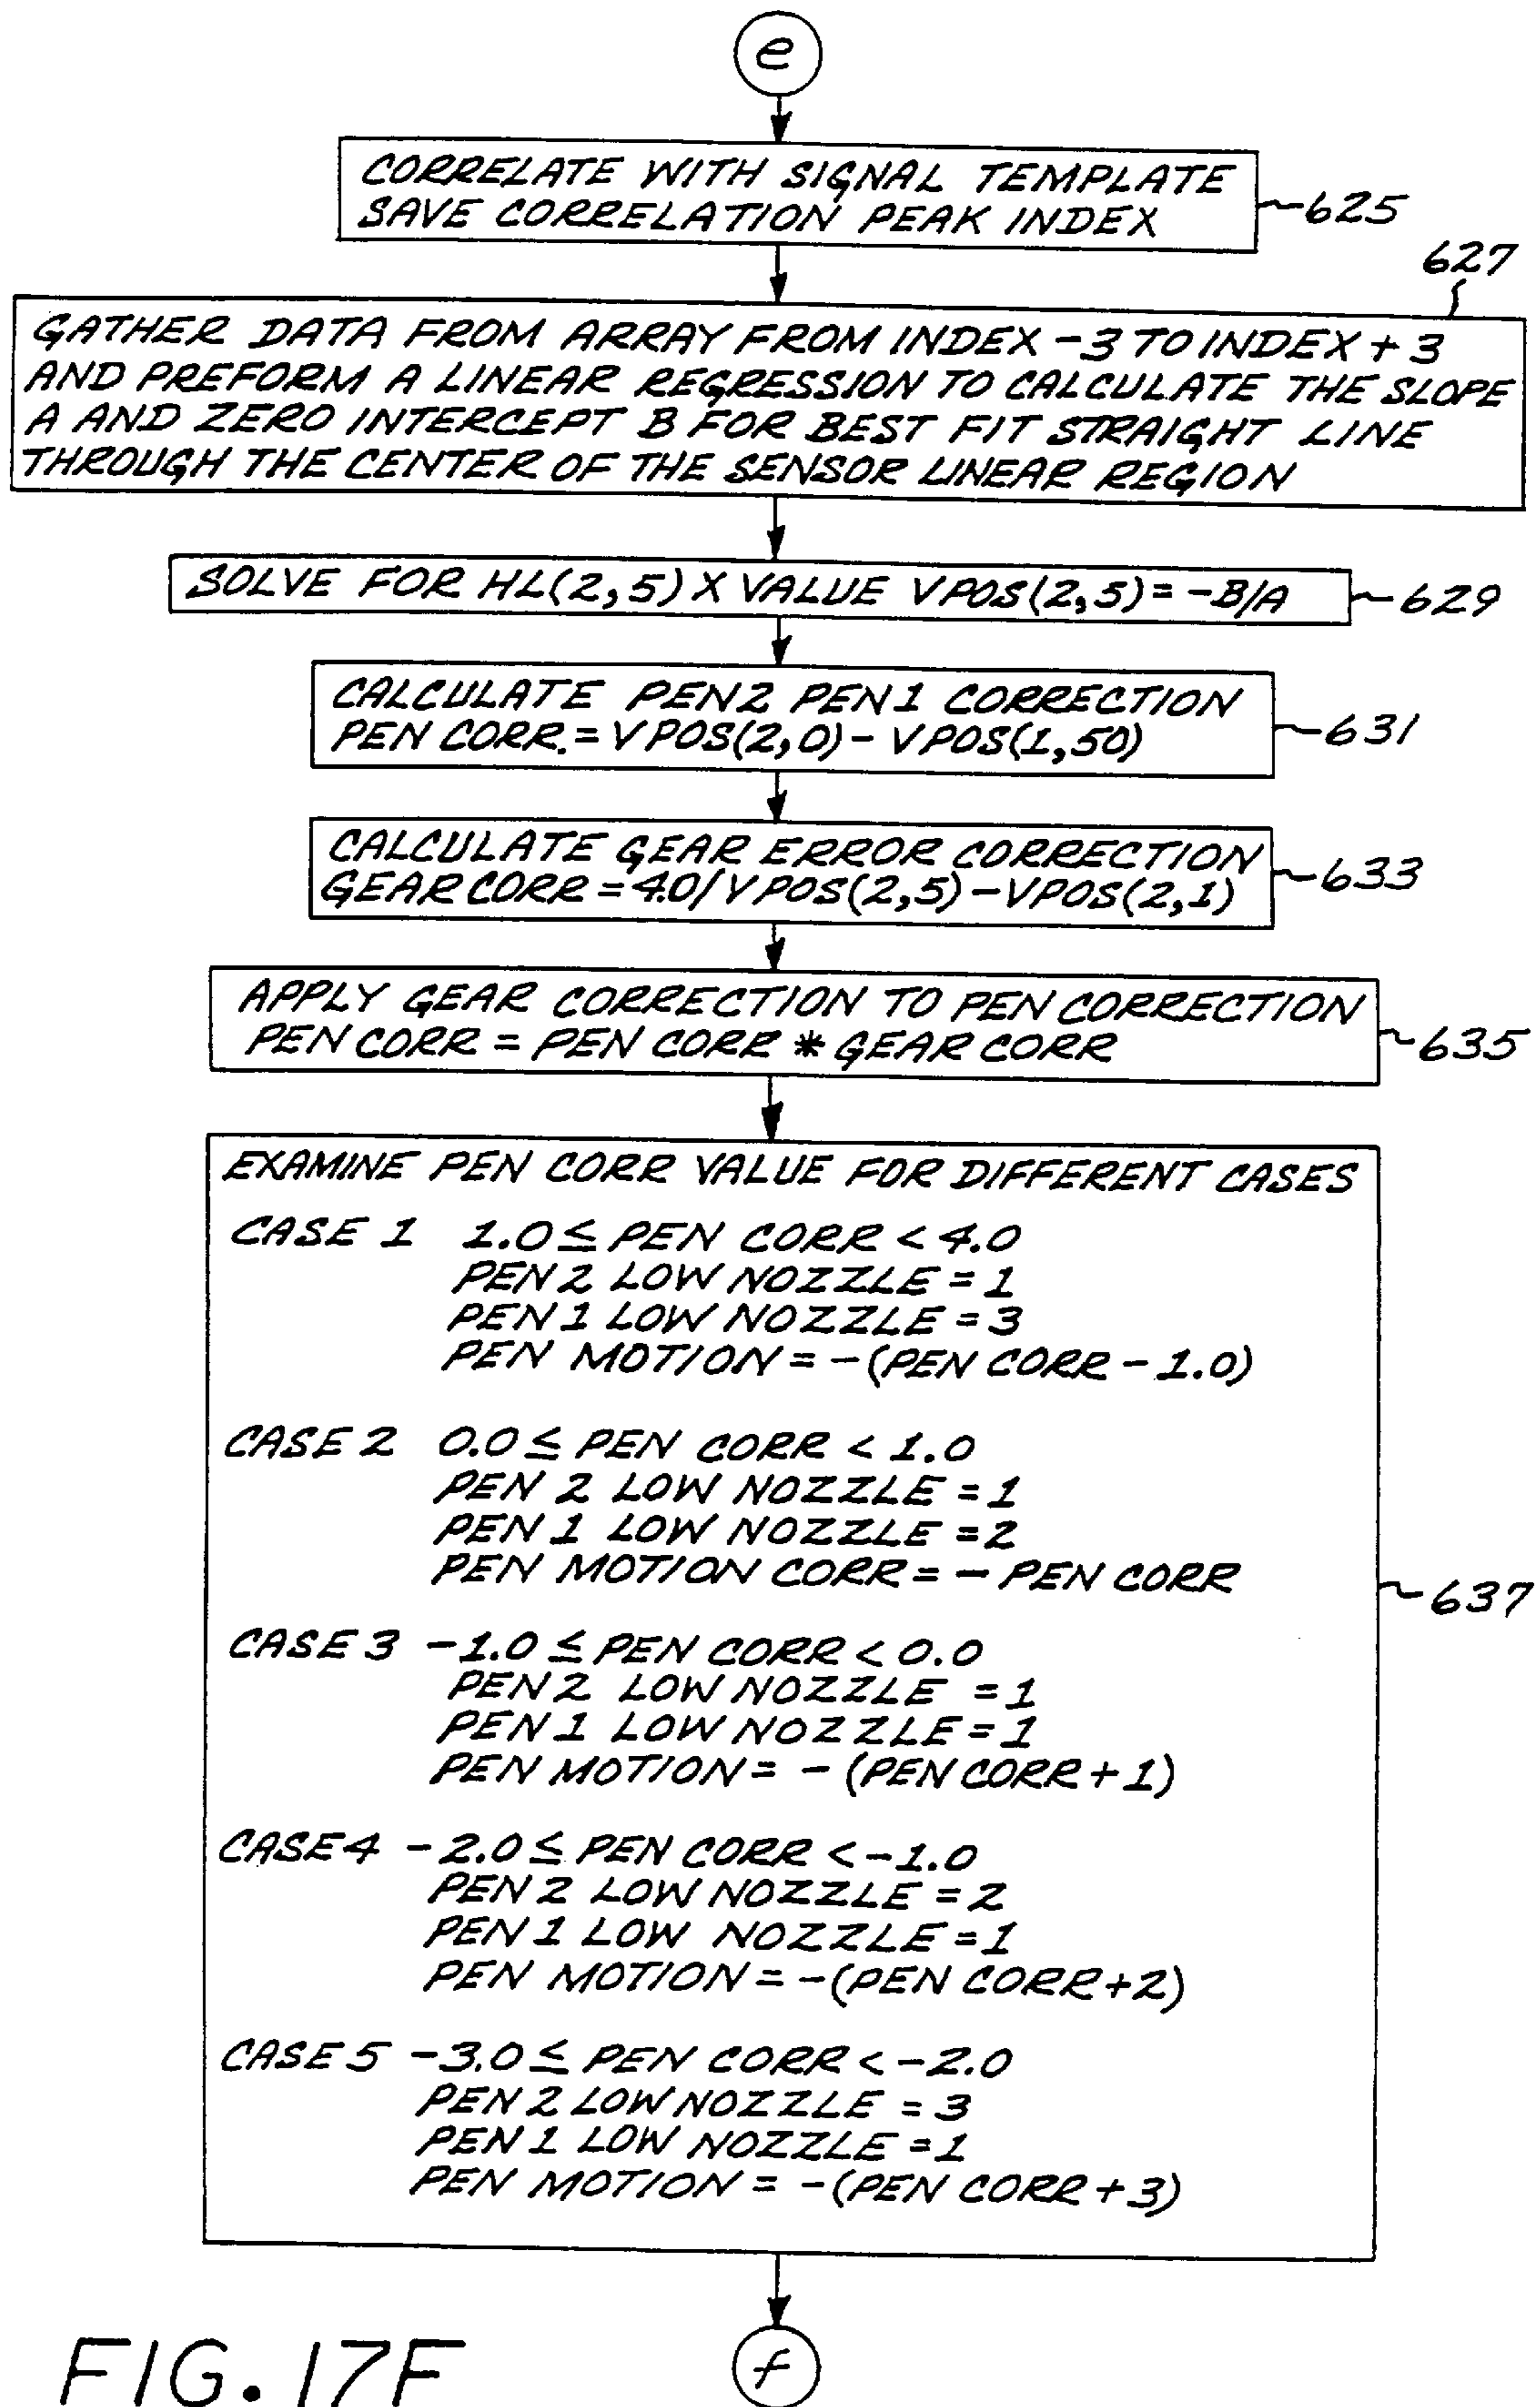 e
CORRELATE WITH SIGNAL TEMPLATE
SAVE CORRELATION PEAK INDEX
625
627
GATHER DATA FROM ARRAY FROM INDEX -3 TO INDEX +3
AND PREFORM A LINEAR REGRESSION TO CALCULATE THE SLOPE
A AND ZERO INTERCEPT B FOR BEST FIT STRAIGHT LINE
THROUGH THE CENTER OF THE SENSOR LINEAR REGION
SOLVE FOR HL(2,5) X VALUE VPOS(2,5) = -B/A
629
CALCULATE PEN2 PEN1 CORRECTION
PEN CORR. = VPOS(2,0) - VPOS(1,50)
631
CALCULATE GEAR ERROR CORRECTION
GEAR CORR = 4.0/VPOS(2,5) - VPOS(2,1)
633
APPLY GEAR CORRECTION TO PEN CORRECTION
PEN CORR = PEN CORR * GEAR CORR
635
EXAMINE PEN CORR VALUE FOR DIFFERENT CASES
CASE 1 1.0 ≤ PEN CORR < 4.0
PEN 2 LOW NOZZLE = 1
PEN 1 LOW NOZZLE = 3
PEN MOTION = -(PEN CORR - 1.0)
CASE 2 0.0 ≤ PEN CORR < 1.0
PEN 2 LOW NOZZLE = 1
PEN 1 LOW NOZZLE = 2
PEN MOTION CORR = - PEN CORR
637
CASE 3 -1.0 ≤ PEN CORR < 0.0
PEN 2 LOW NOZZLE = 1
PEN 1 LOW NOZZLE = 1
PEN MOTION = - (PEN CORR + 1)
CASE 4 -2.0 ≤ PEN CORR < -1.0
PEN 2 LOW NOZZLE = 2
PEN 1 LOW NOZZLE = 1
PEN MOTION = -(PEN CORR + 2)
CASE 5 -3.0 ≤ PEN CORR < -2.0
PEN 2 LOW NOZZLE = 3
PEN 1 LOW NOZZLE = 1
PEN MOTION = -(PEN CORR + 3)
f
FIG. 17F